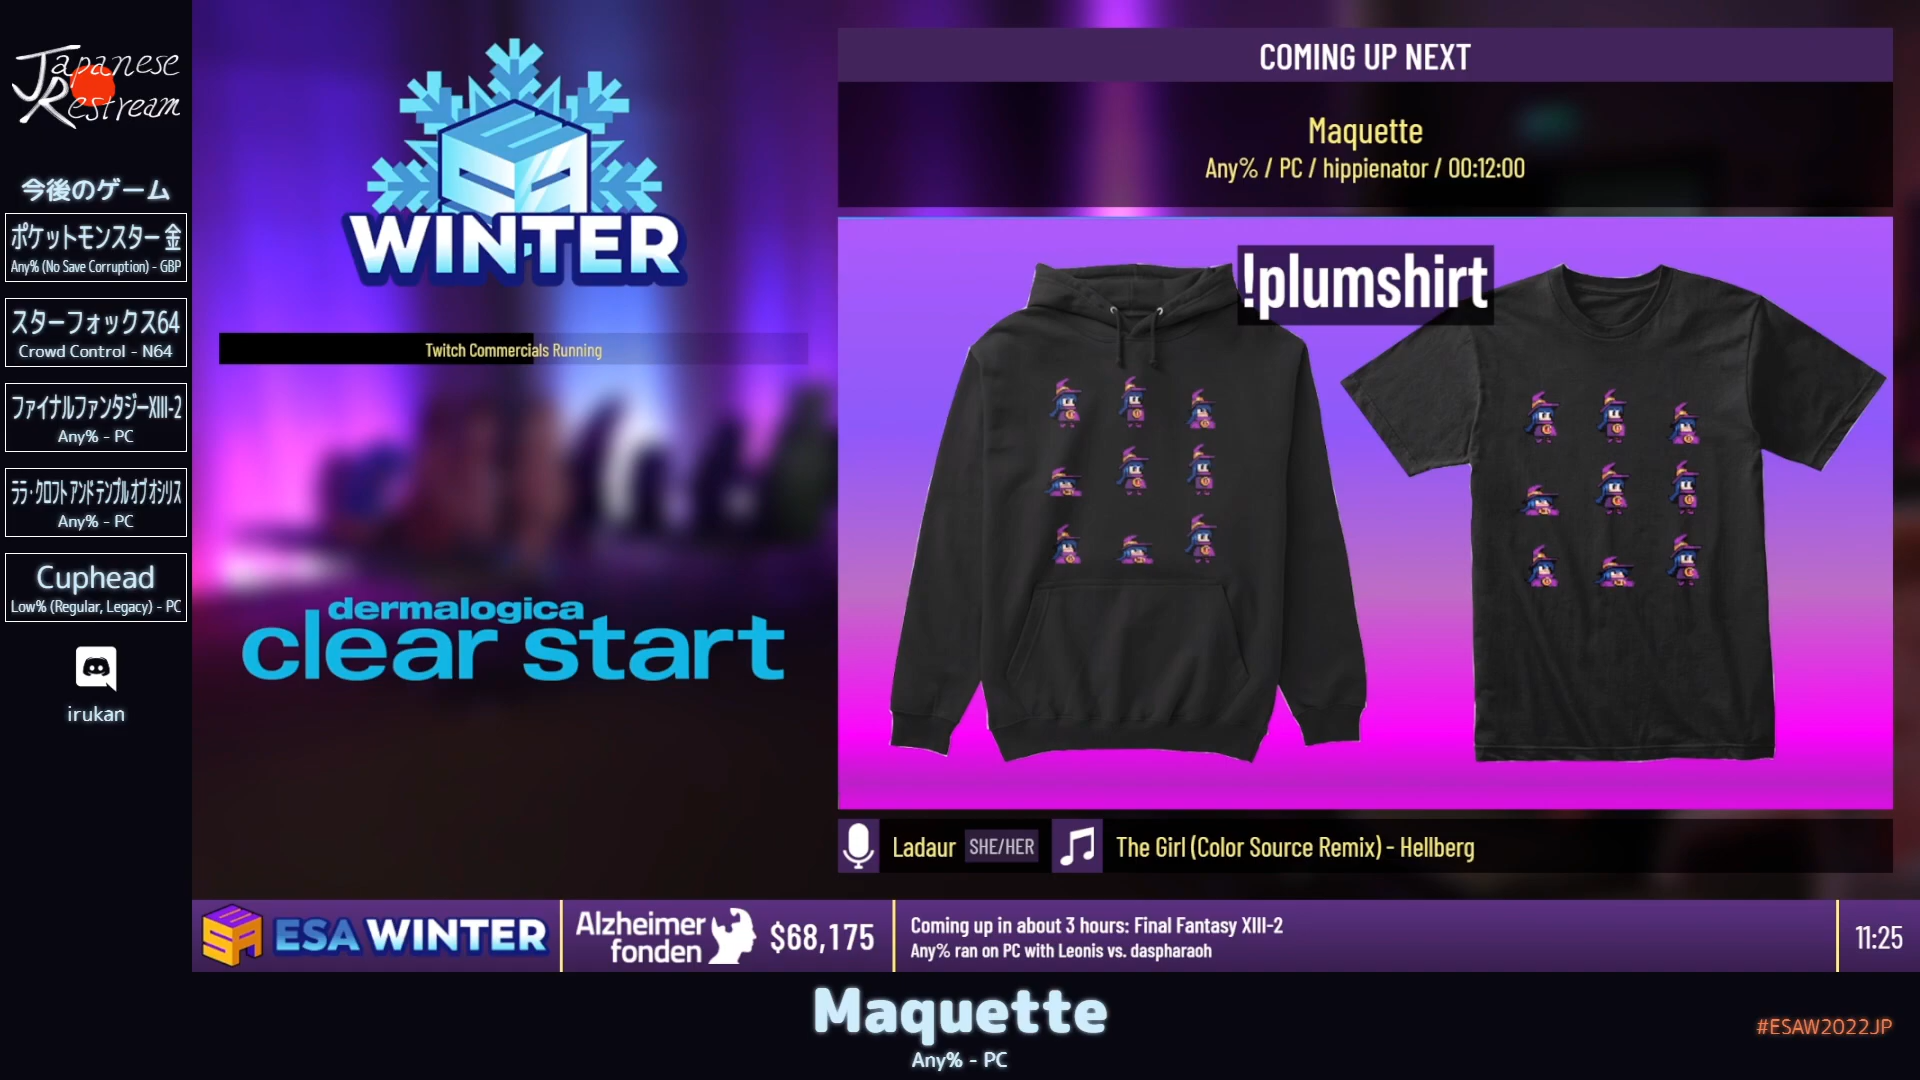 Japanese
Restream
今後のゲーム
ポケットモンスター 金
Any% (No Save Corruption) - GBP
スターフォックス64
Crowd Control - N64
ファイナルファンタジーXIII-2
Any% - PC
ララ・クロフト アンド テンプル オブ オシリス
Any% - PC
Cuphead
Low% (Regular, Legacy) - PC
irukan
ESA
WINTER
Twitch Commercials Running
dermalogica
clear start
COMING UP NEXT
Maquette
Any% / PC / hippienator / 00:12:00
!plumshirt
Ladaur SHE/HER
The Girl (Color Source Remix) - Hellberg
ESA WINTER
Alzheimer
fonden
$68,175
Coming up in about 3 hours: Final Fantasy XIII-2
Any% ran on PC with Leonis vs. daspharaoh
11:25
Maquette
Any% - PC
#ESAW2022JP